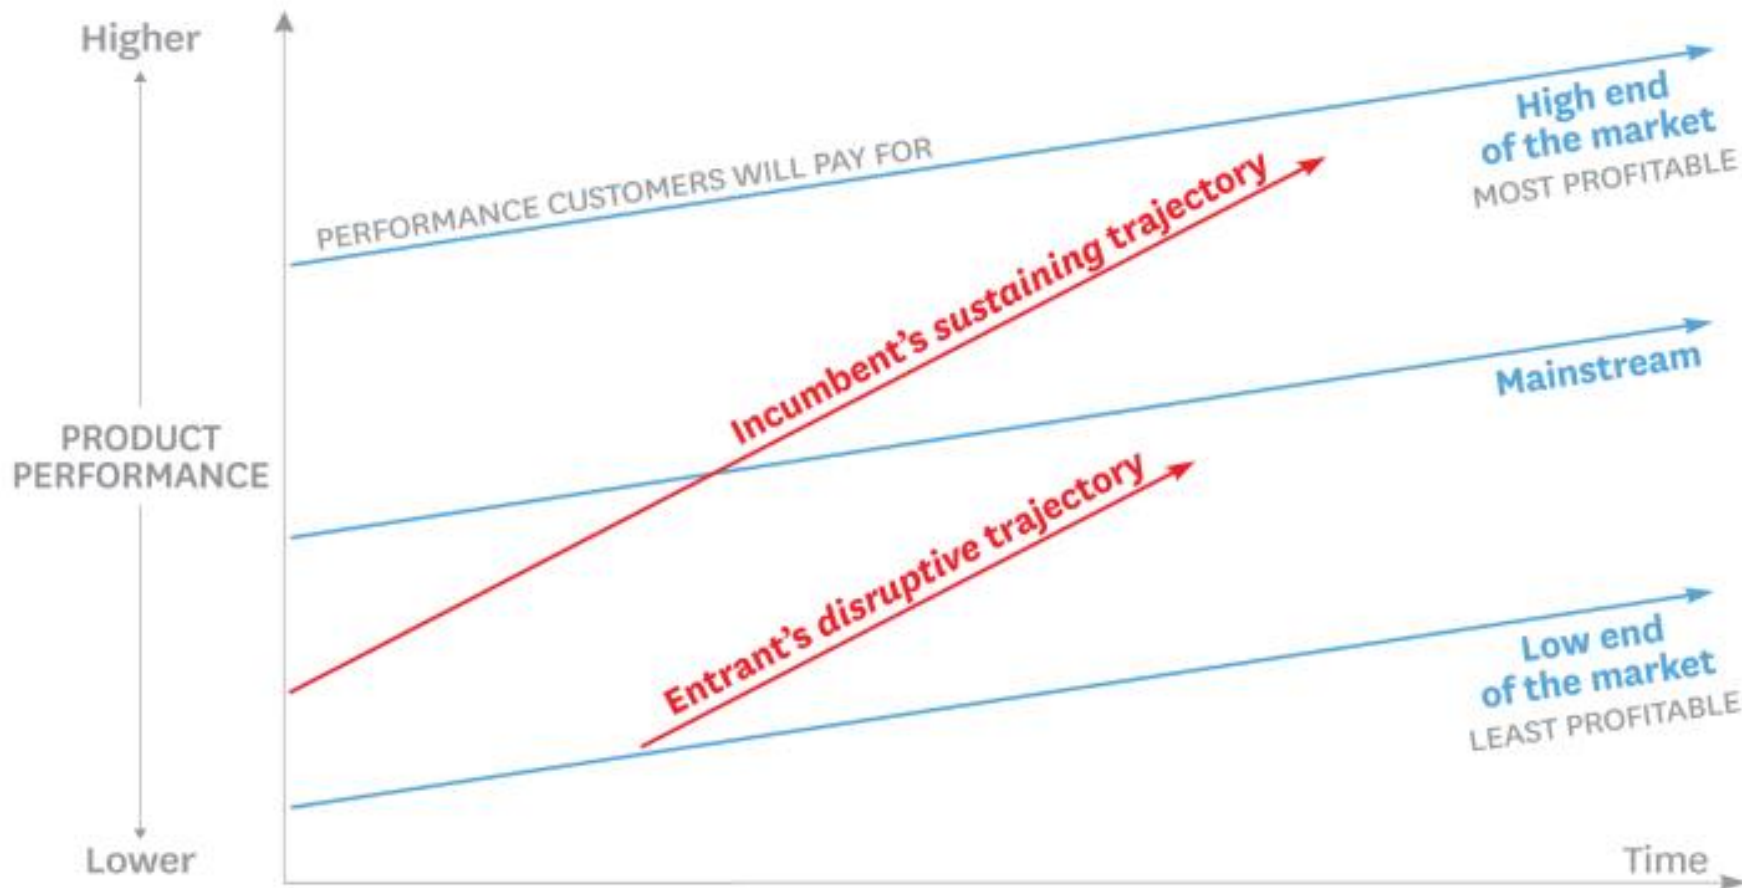 Higher
PRODUCT
PERFORMANCE
Lower
PERFORMANCE CUSTOMERS WILL PAY FOR
Incumbent’s sustaining trajectory
Entrant’s disruptive trajectory
High end
of the market
MOST PROFITABLE
Mainstream
Low end
of the market
LEAST PROFITABLE
Time